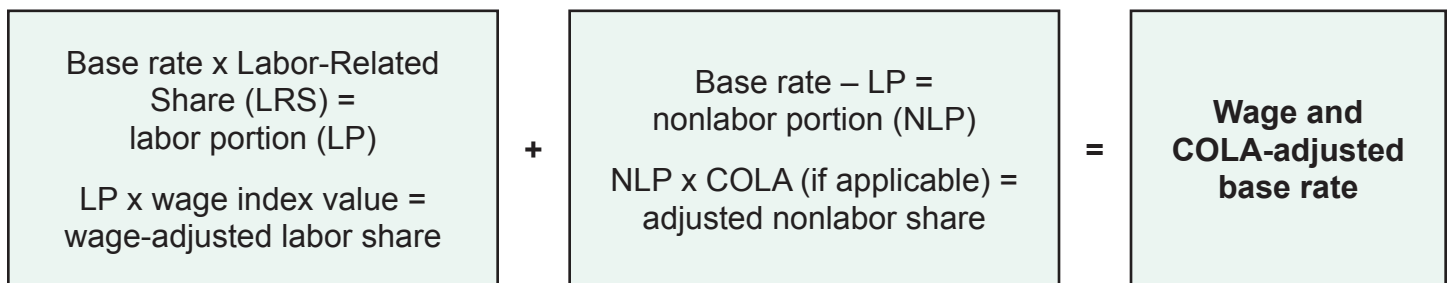 Base rate x Labor-Related
Share (LRS) =
labor portion (LP)
LP x wage index value =
wage-adjusted labor share
+
Base rate – LP =
nonlabor portion (NLP)
NLP x COLA (if applicable) =
adjusted nonlabor share
=
Wage and
COLA-adjusted
base rate